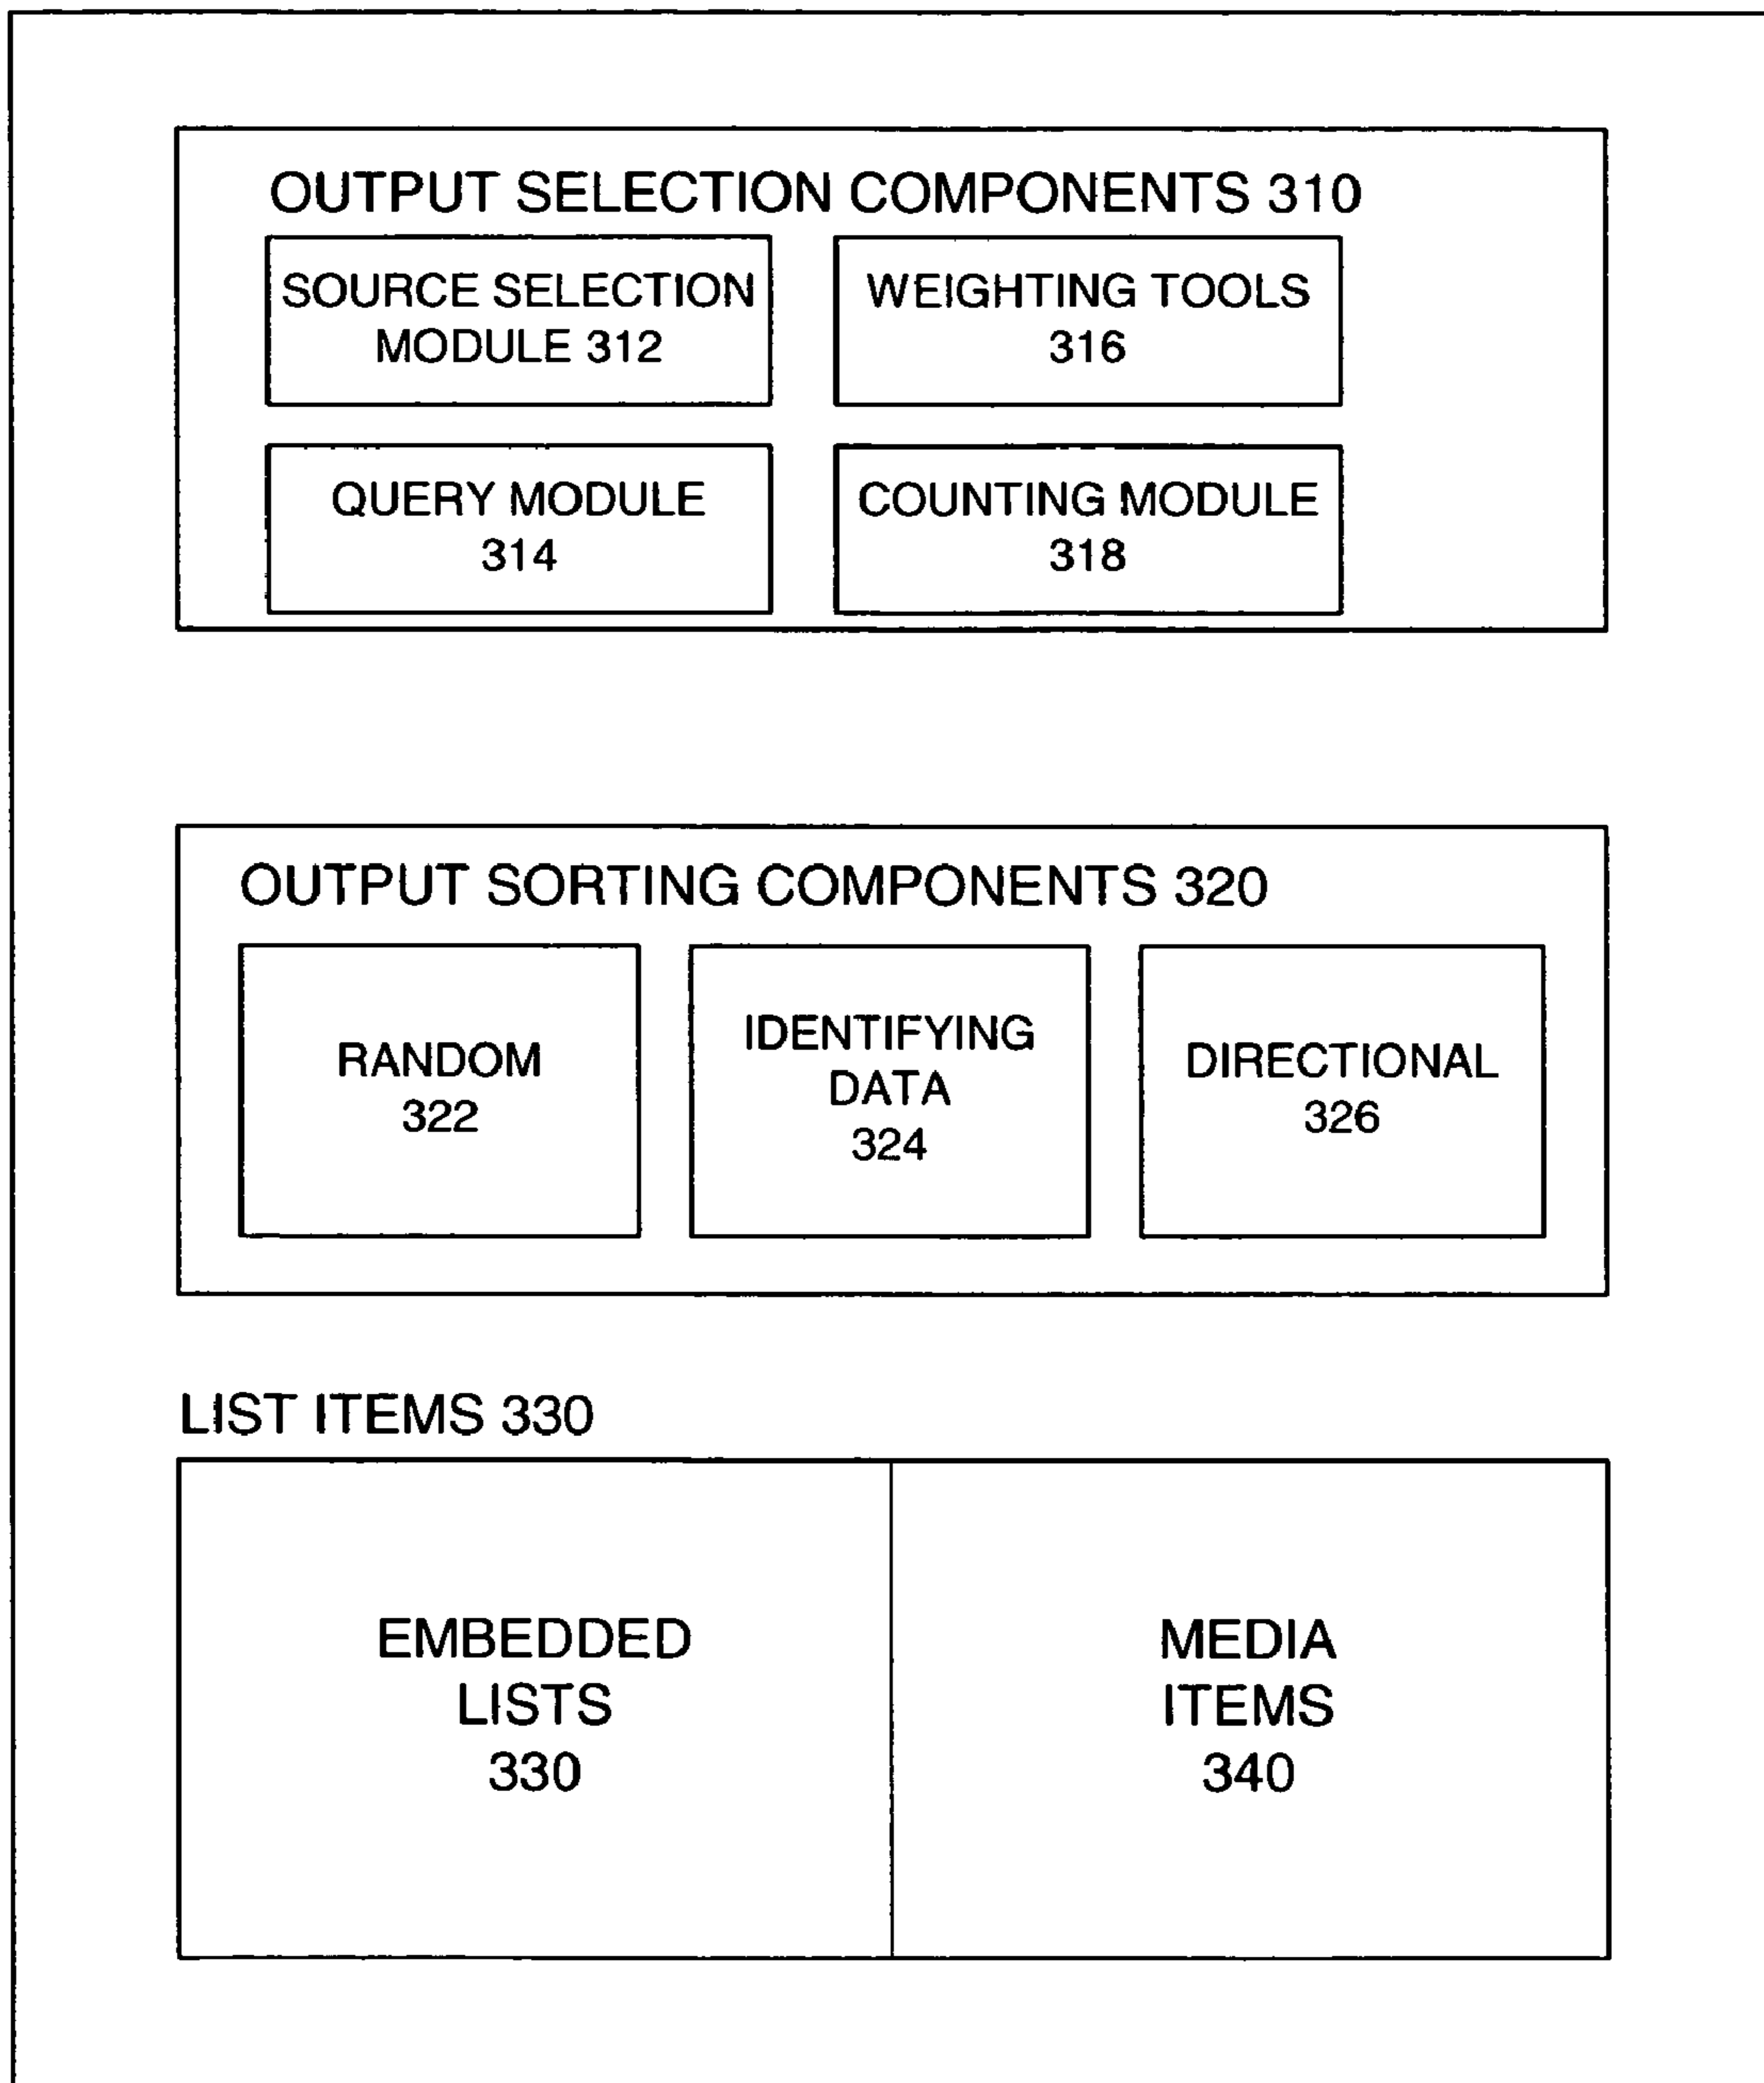 OUTPUT SELECTION COMPONENTS 310
SOURCE SELECTION
MODULE 312
WEIGHTING TOOLS
316
QUERY MODULE
314
COUNTING MODULE
318
OUTPUT SORTING COMPONENTS 320
RANDOM
322
IDENTIFYING
DATA
324
DIRECTIONAL
326
LIST ITEMS 330
EMBEDDED
LISTS
330
MEDIA
ITEMS
340